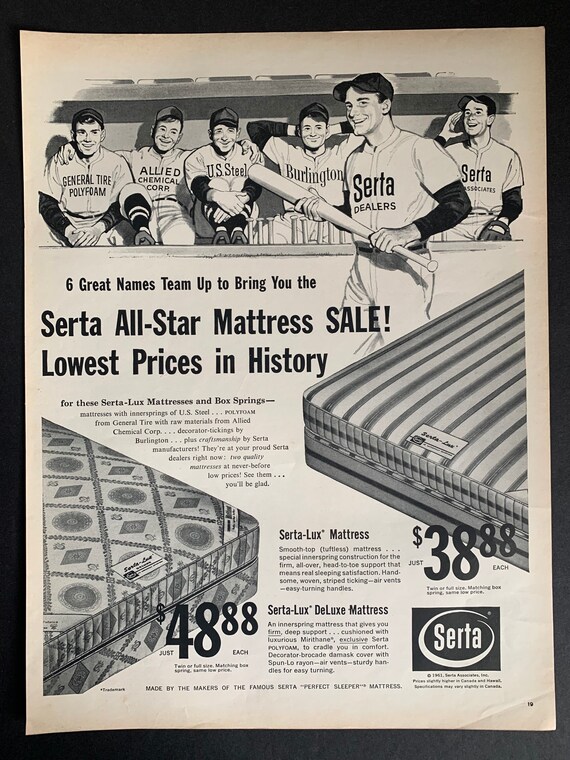 GENERAL TIRE
POLYFOAM
ALLIED
CHEMICAL
CORP.
U.S. Steel
Burlington
Serta
DEALERS
Serta
ASSOCIATES
6 Great Names Team Up to Bring You the
Serta All-Star Mattress SALE!
Lowest Prices in History
for these Serta-Lux Mattresses and Box Springs—
mattresses with innersprings of U.S. Steel . . . POLYFOAM
from General Tire with raw materials from Allied
Chemical Corp. . . . decorator-tickings by
Burlington . . . plus craftsmanship by Serta
manufacturers! They're at your proud Serta
dealers right now: two quality
mattresses at never-before
low prices! See them . . .
you'll be glad.
Serta-Lux®
Serta-Lux® Mattress
Smooth-top (tuftless) mattress . . .
special innerspring construction for the
firm, all-over, head-to-toe support that
means real sleeping satisfaction. Hand-
some, woven, striped ticking—air vents
—easy-turning handles.
JUST $38.88 EACH
Twin or full size. Matching box
spring, same low price.
Serta-Lux®
JUST $48.88 EACH
Twin or full size. Matching box
spring, same low price.
Serta-Lux® DeLuxe Mattress
An innerspring mattress that gives you
firm, deep support . . . cushioned with
luxurious Mirithane®, exclusive Serta
POLYFOAM, to cradle you in comfort.
Decorator-brocade damask cover with
Spun-Lo rayon—air vents—sturdy han-
dles for easy turning.
Serta®
© 1961, Serta Associates, Inc.
Prices slightly higher in Canada and Hawaii.
Specifications may vary slightly in Canada.
*Trademark
MADE BY THE MAKERS OF THE FAMOUS SERTA "PERFECT SLEEPER"® MATTRESS.
19